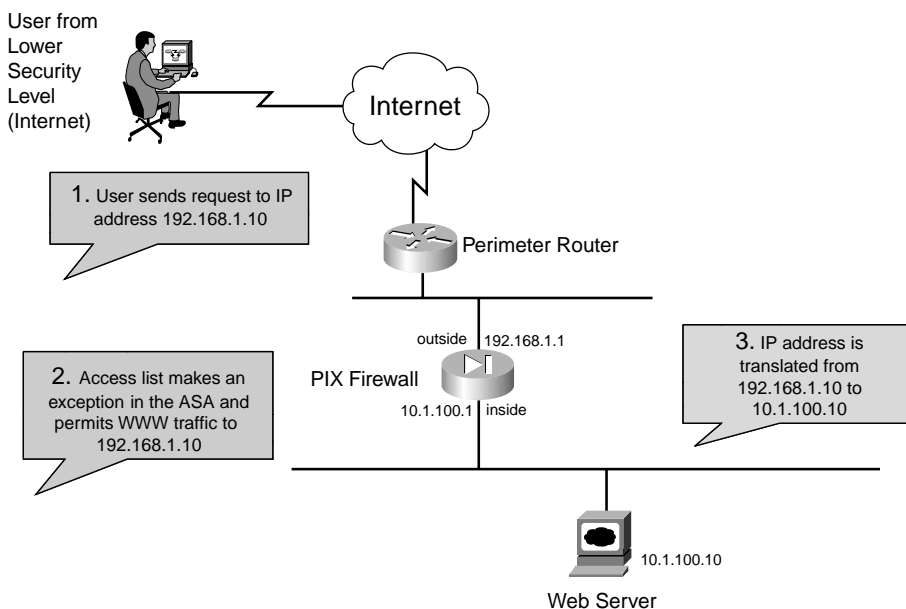 User from
Lower
Security
Level
(Internet)
Internet
1. User sends request to IP
address 192.168.1.10
Perimeter Router
outside 192.168.1.1
PIX Firewall
10.1.100.1 inside
2. Access list makes an
exception in the ASA and
permits WWW traffic to
192.168.1.10
3. IP address is
translated from
192.168.1.10 to
10.1.100.10
10.1.100.10
Web Server